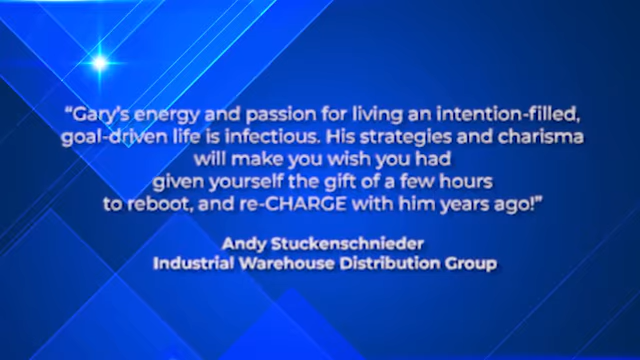 “Gary’s energy and passion for living an intention-filled,
goal-driven life is infectious. His strategies and charisma
will make you wish you had
given yourself the gift of a few hours
to reboot, and re-CHARGE with him years ago!”
Andy Stuckenschnieder
Industrial Warehouse Distribution Group